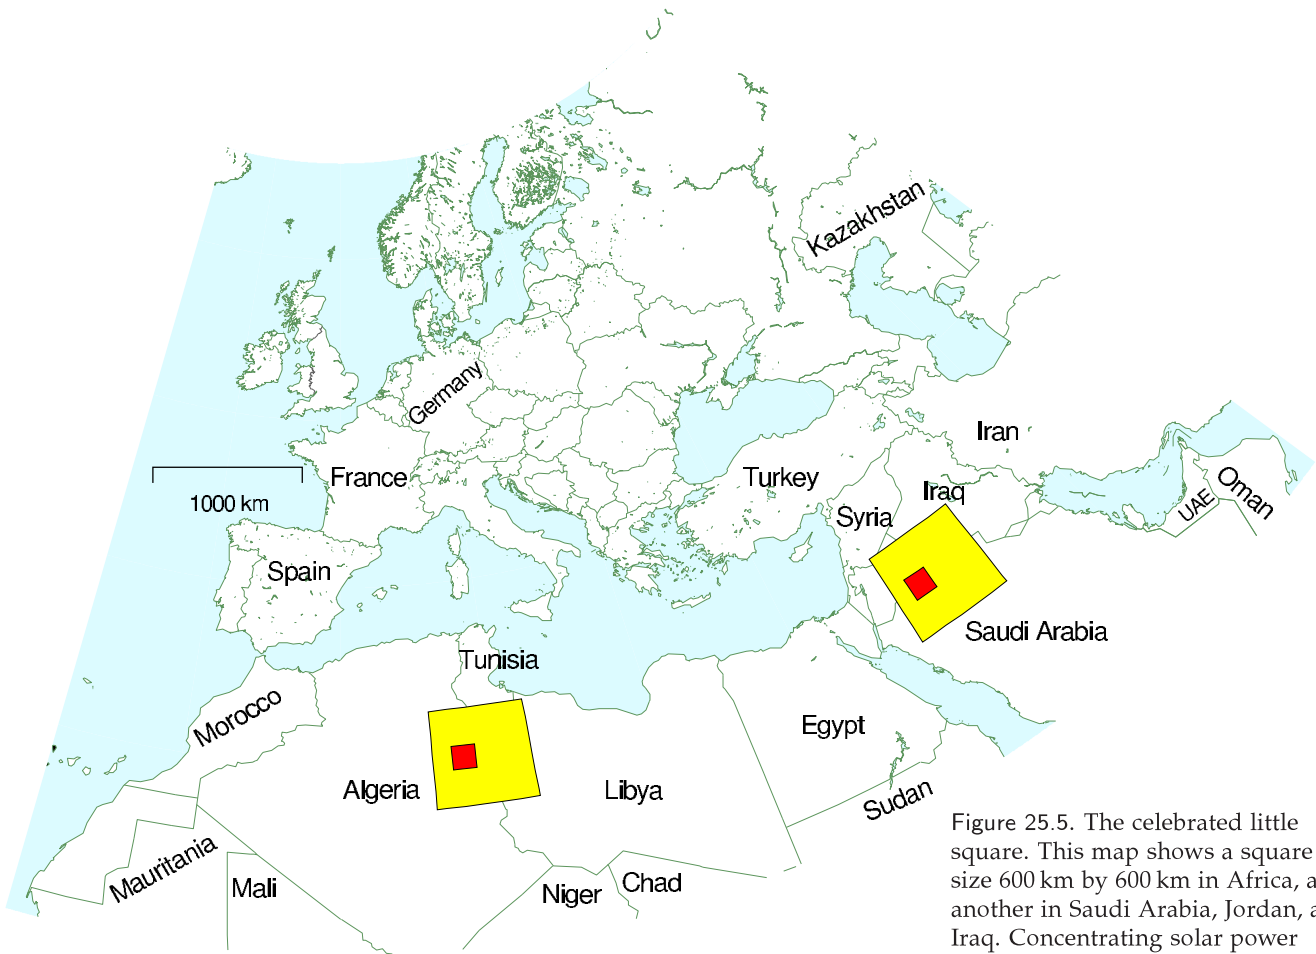 Kazakhstan
Germany
Iran
France
Turkey
1000 km
Iraq
Syria
UAE
Oman
Spain
Saudi Arabia
Tunisia
Morocco
Egypt
Algeria
Libya
Sudan
Mauritania
Mali
Niger
Chad
Figure 25.5. The celebrated little
square. This map shows a square
size 600 km by 600 km in Africa, a
another in Saudi Arabia, Jordan, a
Iraq. Concentrating solar power